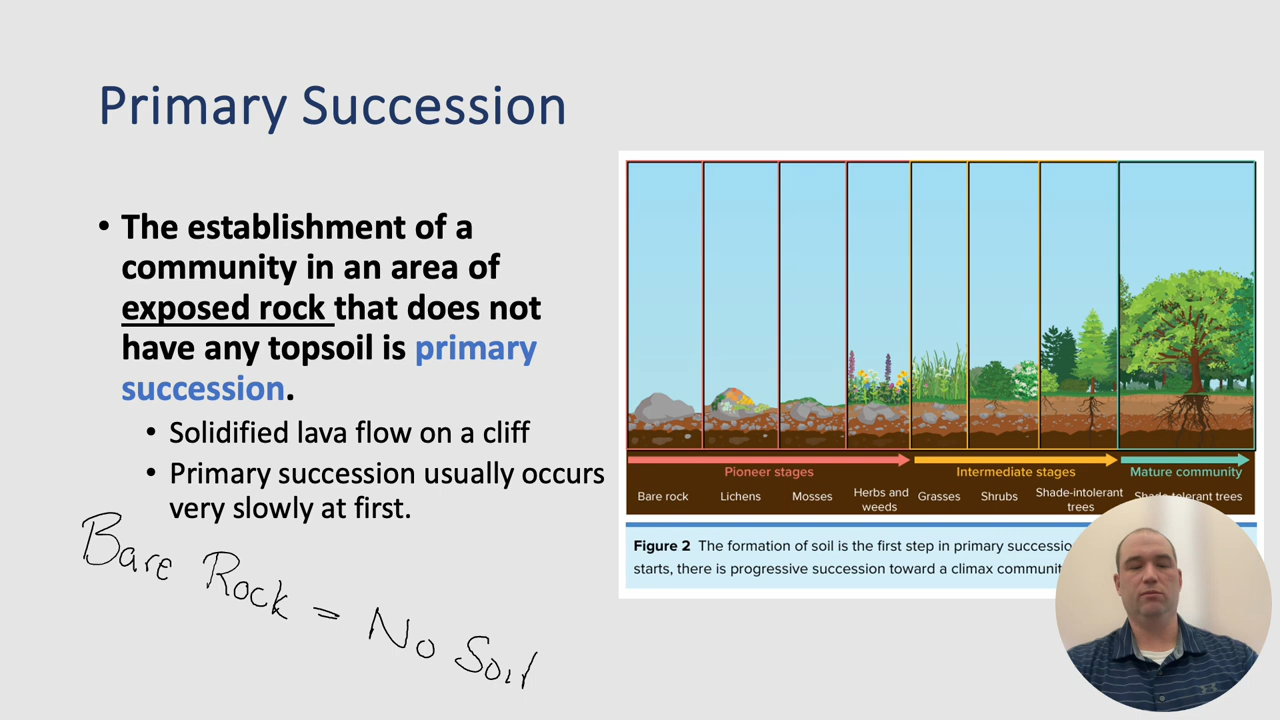 Primary Succession
• The establishment of a
community in an area of
exposed rock that does not
have any topsoil is primary
succession.
• Solidified lava flow on a cliff
• Primary succession usually occurs
very slowly at first.
Bare Rock = No Soil
Pioneer stages
Intermediate stages
Mature community
Bare rock
Lichens
Mosses
Herbs and
weeds
Grasses
Shrubs
Shade-intolerant
trees
trees
Figure 2 The formation of soil is the first step in primary
starts, there is progressive succession toward a climax